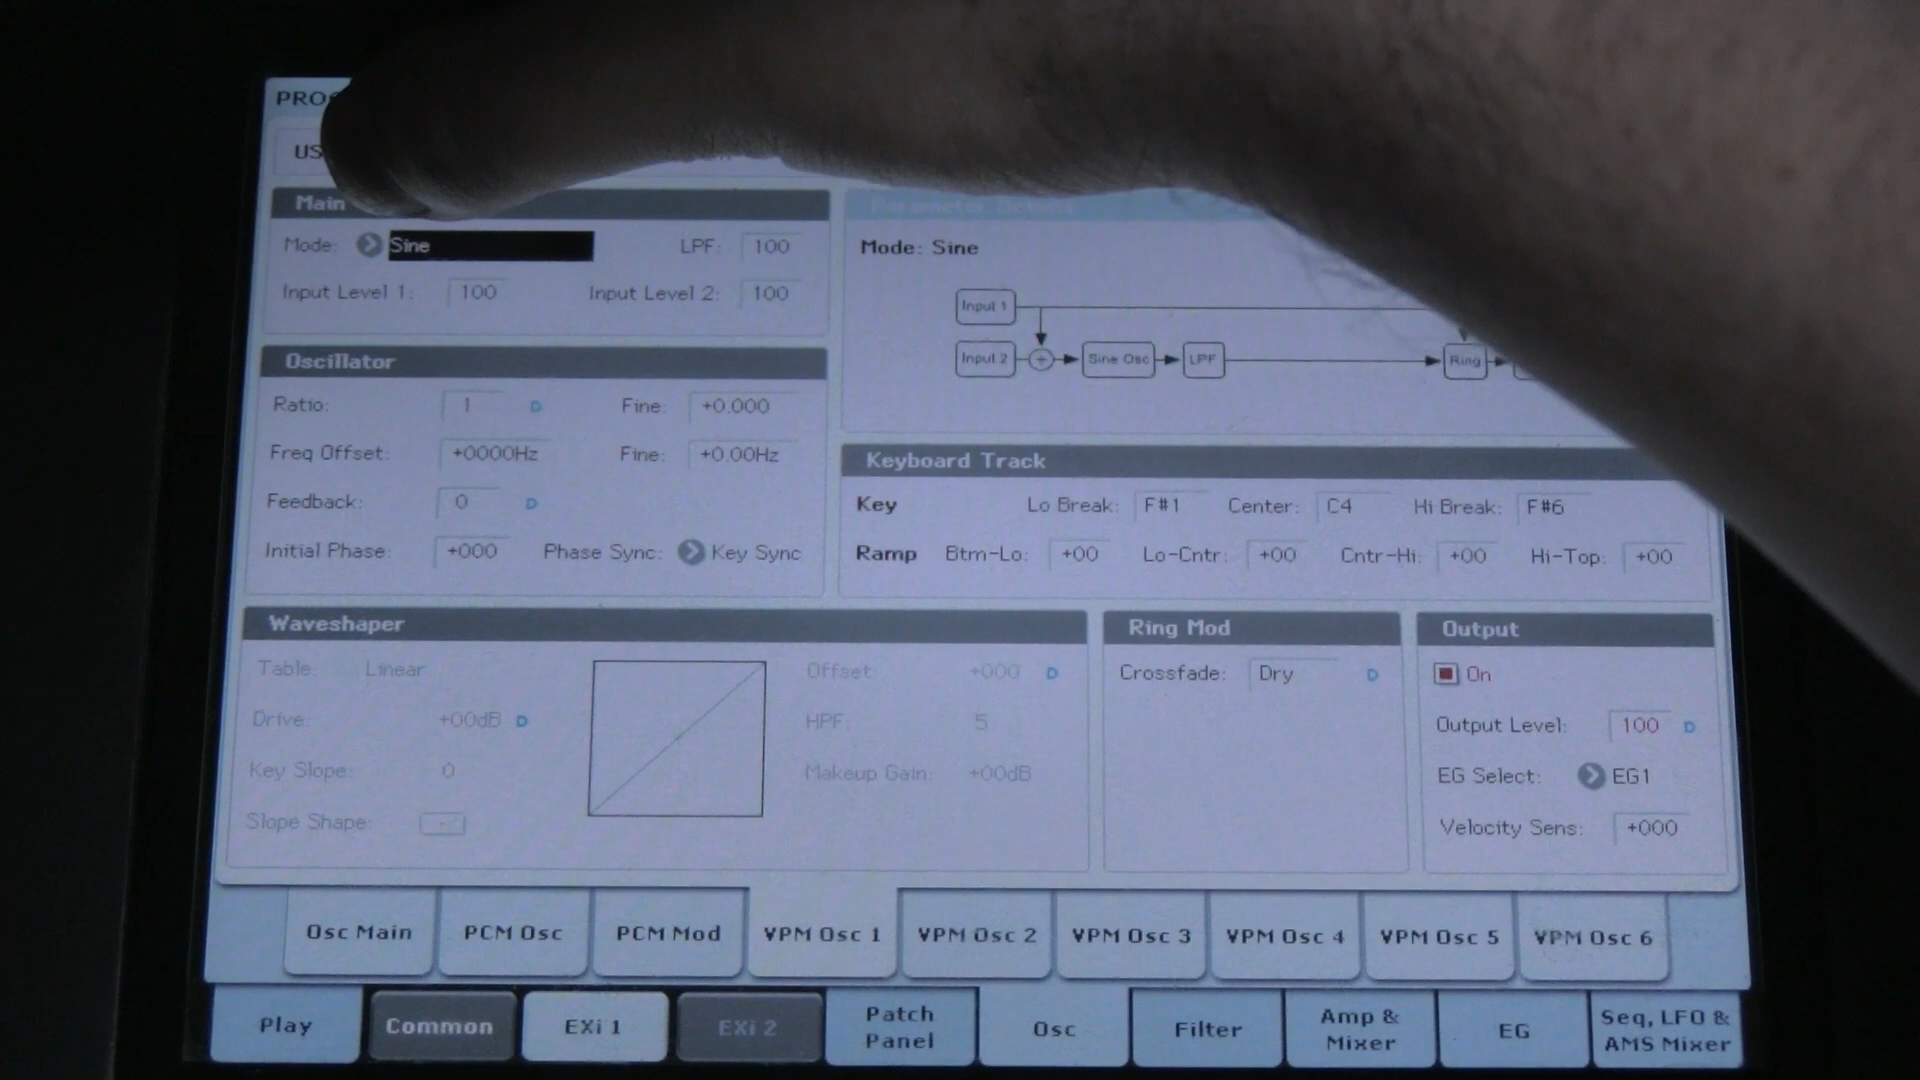 Main
Mode: Sine LPF: 100
Input Level 1: 100 Input Level 2: 100
Parameter Details
Mode: Sine
Input 1
Input 2 + Sine Osc LPF Ring
Oscillator
Ratio: 1 D Fine: +0.000
Freq Offset: +0000Hz Fine: +0.00Hz
Feedback: 0 D
Initial Phase: +000 Phase Sync: Key Sync
Keyboard Track
Key Lo Break: F#1 Center: C4 Hi Break: F#6
Ramp Btm-Lo: +00 Lo-Cntr: +00 Cntr-Hi: +00 Hi-Top: +00
Waveshaper
Table: Linear Offset: +000 D
Drive: +00dB D HPF: 5
Key Slope: 0 Makeup Gain: +00dB
Slope Shape:
Ring Mod
Crossfade: Dry D
Output
On
Output Level: 100 D
EG Select: EG1
Velocity Sens: +000
Osc Main PCM Osc PCM Mod VPM Osc 1 VPM Osc 2 VPM Osc 3 VPM Osc 4 VPM Osc 5 VPM Osc 6
Play Common EXi 1 EXi 2 Patch Panel Osc Filter Amp & Mixer EG Seq, LFO & AMS Mixer